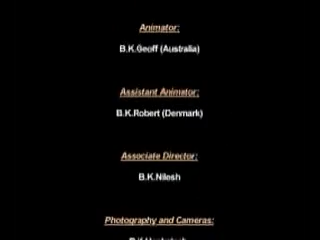 Animator:
B.K.Geoff (Australia)
Assistant Animator:
B.K.Robert (Denmark)
Associate Director:
B.K.Nilesh
Photography and Cameras: